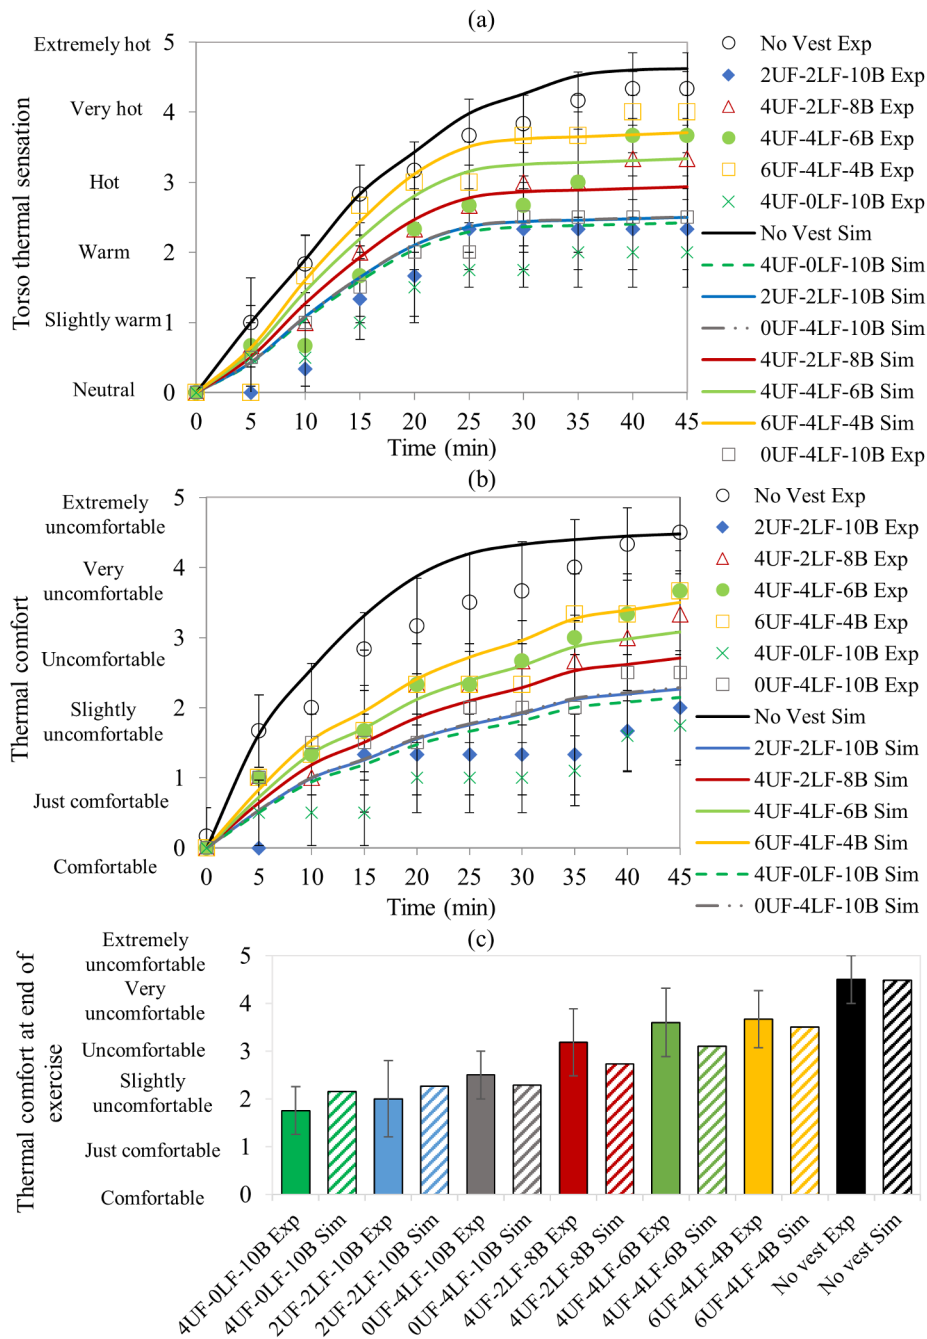 (a)
Extremely hot
Very hot
Hot
Warm
Slightly warm
Neutral
Torso thermal sensation
5
4
3
2
1
0
0 5 10 15 20 25 30 35 40 45
Time (min)
No Vest Exp
2UF-2LF-10B Exp
4UF-2LF-8B Exp
4UF-4LF-6B Exp
6UF-4LF-4B Exp
4UF-0LF-10B Exp
No Vest Sim
4UF-0LF-10B Sim
2UF-2LF-10B Sim
0UF-4LF-10B Sim
4UF-2LF-8B Sim
4UF-4LF-6B Sim
6UF-4LF-4B Sim
0UF-4LF-10B Exp
(b)
Extremely
uncomfortable
Very
uncomfortable
Uncomfortable
Slightly
uncomfortable
Just comfortable
Comfortable
Thermal comfort
5
4
3
2
1
0
0 5 10 15 20 25 30 35 40 45
Time (min)
No Vest Exp
2UF-2LF-10B Exp
4UF-2LF-8B Exp
4UF-4LF-6B Exp
6UF-4LF-4B Exp
4UF-0LF-10B Exp
0UF-4LF-10B Exp
No Vest Sim
2UF-2LF-10B Sim
4UF-2LF-8B Sim
4UF-4LF-6B Sim
6UF-4LF-4B Sim
4UF-0LF-10B Sim
0UF-4LF-10B Sim
(c)
Extremely
uncomfortable
Very
uncomfortable
Uncomfortable
Slightly
uncomfortable
Just comfortable
Comfortable
Thermal comfort at end of
exercise
5
4
3
2
1
0
4UF-0LF-10B Exp
4UF-0LF-10B Sim
2UF-2LF-10B Exp
2UF-2LF-10B Sim
0UF-4LF-10B Exp
0UF-4LF-10B Sim
4UF-2LF-8B Exp
4UF-2LF-8B Sim
4UF-4LF-6B Exp
4UF-4LF-6B Sim
6UF-4LF-4B Exp
6UF-4LF-4B Sim
No vest Exp
No vest Sim